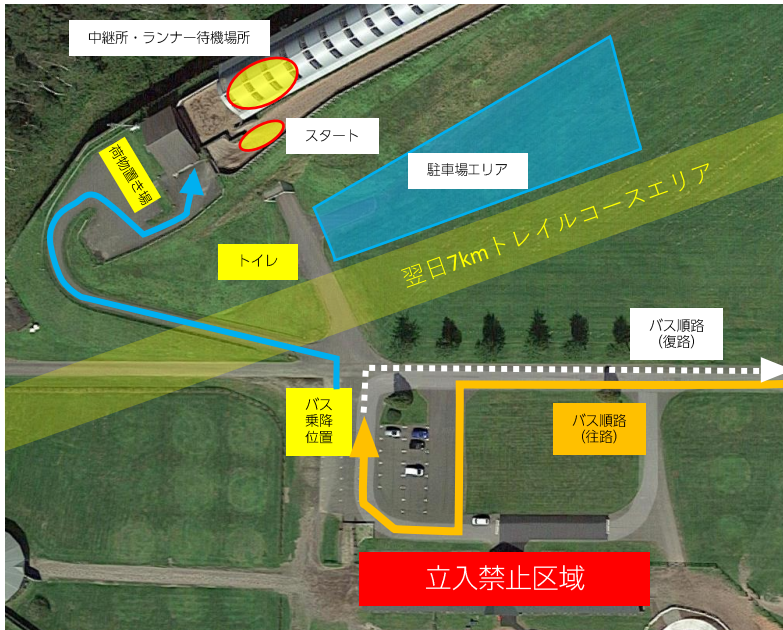 中継所・ランナー待機場所
スタート
荷物置き場
駐車場エリア
トイレ
翌日7kmトレイルコースエリア
バス順路
(復路)
バス
乗降
位置
バス順路
(往路)
立入禁止区域